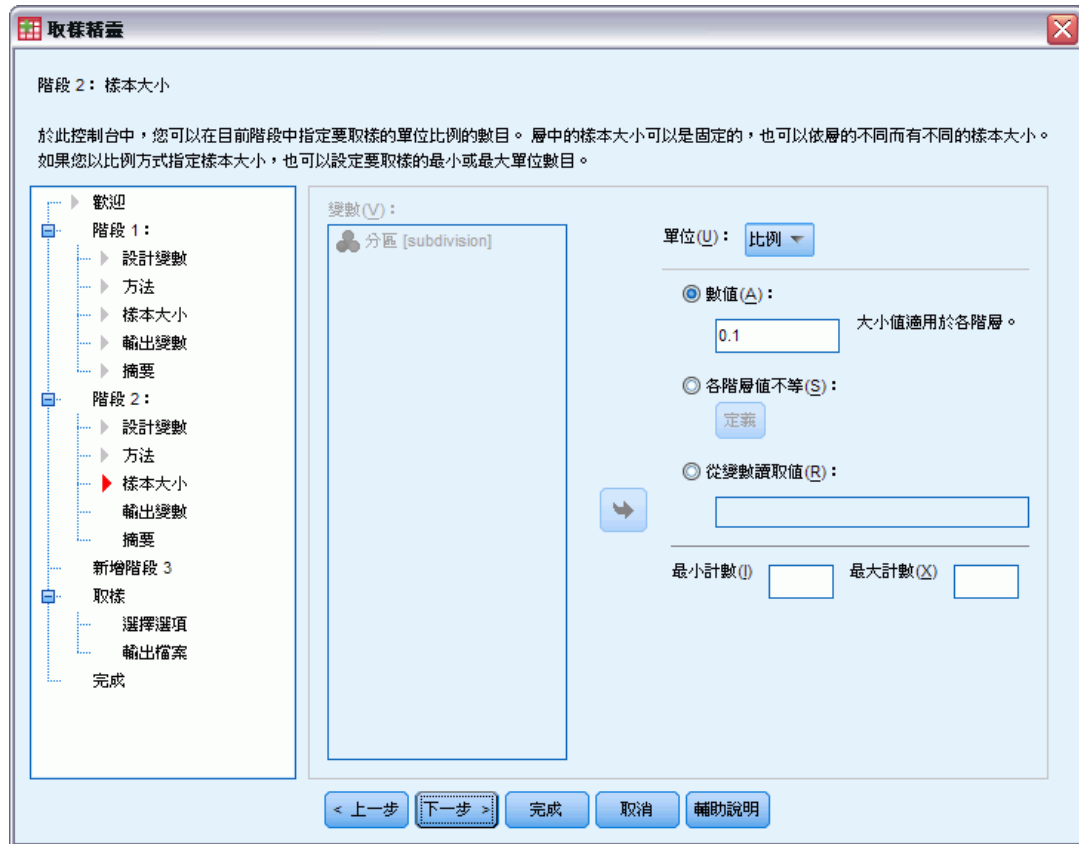 取樣精靈
階段 2：樣本大小
於此控制台中，您可以在目前階段中指定要取樣的單位比例的數目。 層中的樣本大小可以是固定的，也可以依層的不同而有不同的樣本大小。
如果您以比例方式指定樣本大小，也可以設定要取樣的最小或最大單位數目。
歡迎
階段 1：
設計變數
方法
樣本大小
輸出變數
摘要
階段 2：
設計變數
方法
樣本大小
輸出變數
摘要
新增階段 3
取樣
選擇選項
輸出檔案
完成
變數(V)：
分區 [subdivision]
單位(U)： 比例
數值(A)：
0.1 大小值適用於各階層。
各階層值不等(S)：
定義
從變數讀取值(R)：
最小計數(I) 最大計數(X)
< 上一步 下一步 > 完成 取消 輔助說明